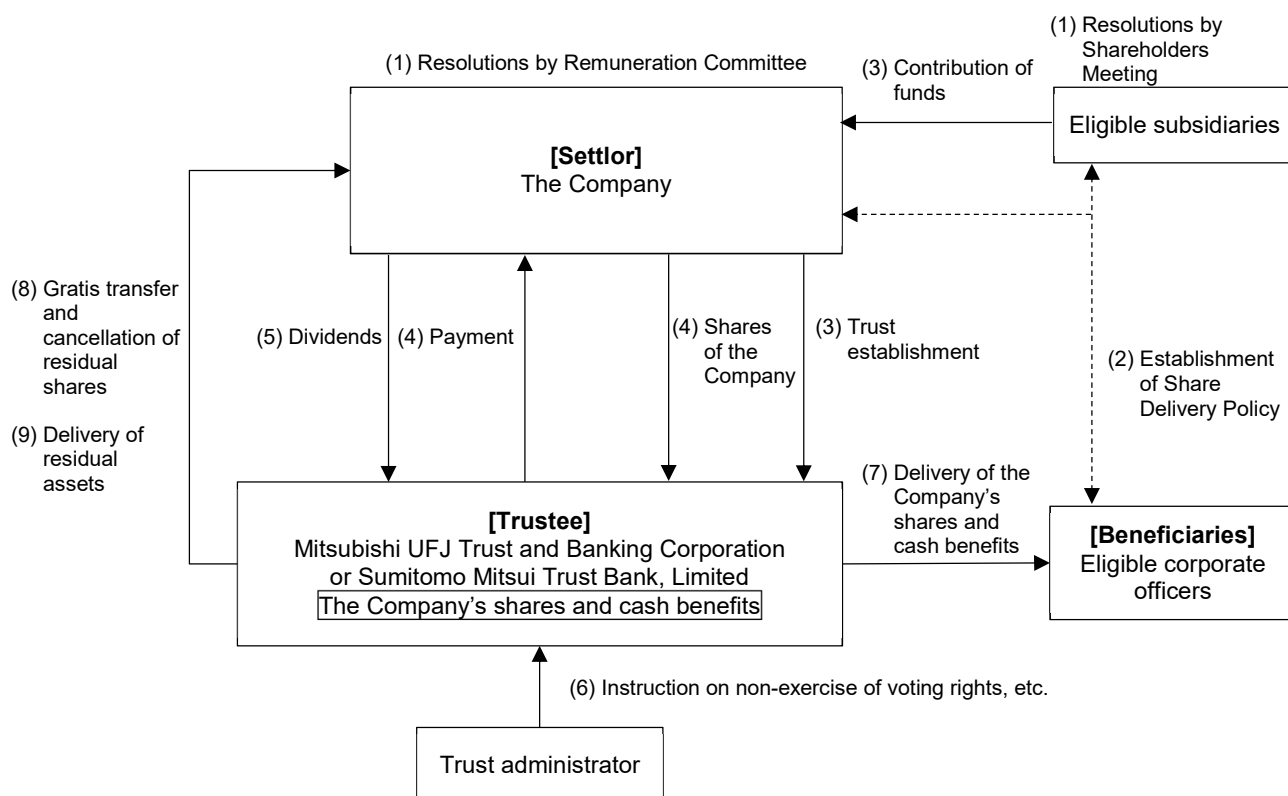 (1) Resolutions by
Shareholders
Meeting
(1) Resolutions by Remuneration Committee
(3) Contribution of
funds
Eligible subsidiaries
[Settlor]
The Company
(8) Gratis transfer
and
cancellation of
residual
shares
(9) Delivery of
residual
assets
(5) Dividends
(4) Payment
(4) Shares
of the
Company
(3) Trust
establishment
(2) Establishment
of Share
Delivery Policy
[Trustee]
Mitsubishi UFJ Trust and Banking Corporation
or Sumitomo Mitsui Trust Bank, Limited
The Company’s shares and cash benefits
(7) Delivery of the
Company’s
shares and
cash benefits
[Beneficiaries]
Eligible corporate
officers
(6) Instruction on non-exercise of voting rights, etc.
Trust administrator